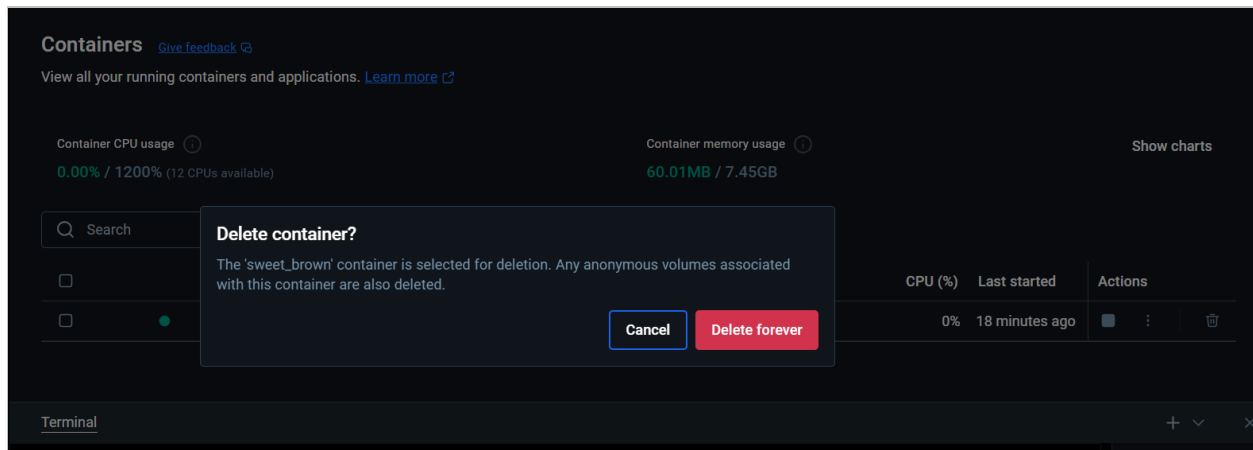 Containers Give feedback
View all your running containers and applications. Learn more
Container CPU usage
Container memory usage
Show charts
0.00% / 1200% (12 CPUs available)
60.01MB / 7.45GB
Search
Delete container?
The 'sweet_brown' container is selected for deletion. Any anonymous volumes associated
with this container are also deleted.
CPU (%) Last started Actions
Cancel Delete forever
0% 18 minutes ago
Terminal